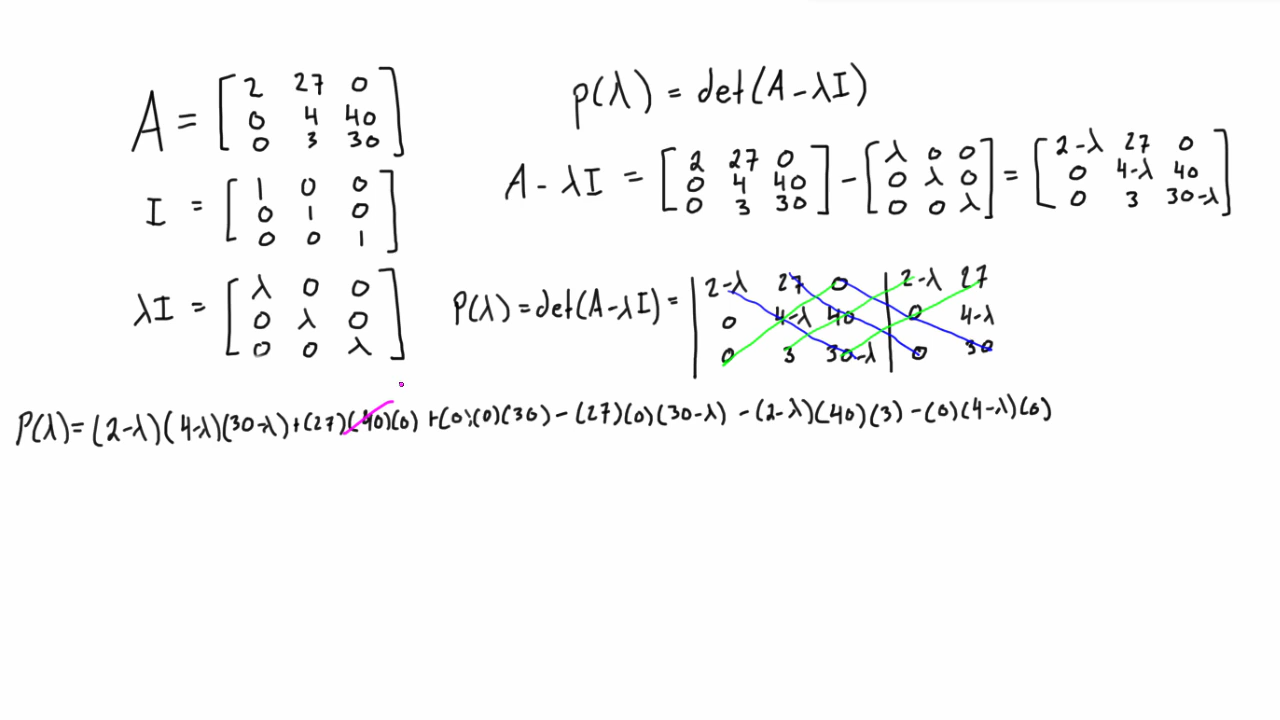 A = [ 2 27 0
0 4 40
0 3 30 ]
I = [ 1 0 0
0 1 0
0 0 1 ]
λI = [ λ 0 0
0 λ 0
0 0 λ ]
p(λ) = det(A-λI)
A - λI = [ 2 27 0 ] - [ λ 0 0 ] = [ 2-λ 27 0 ]
0 4 40 0 λ 0 0 4-λ 40
0 3 30 0 0 λ 0 3 30-λ
P(λ) = det(A-λI) = | 2-λ 27 0 | 2-λ 27
0 4-λ 40 | 0 4-λ
0 3 30-λ | 0 30
P(λ) = (2-λ)(4-λ)(30-λ)+(27)(40)(0) +(0)(0)(30) - (27)(0)(30-λ) - (2-λ)(40)(3) - (0)(4-λ)(0)